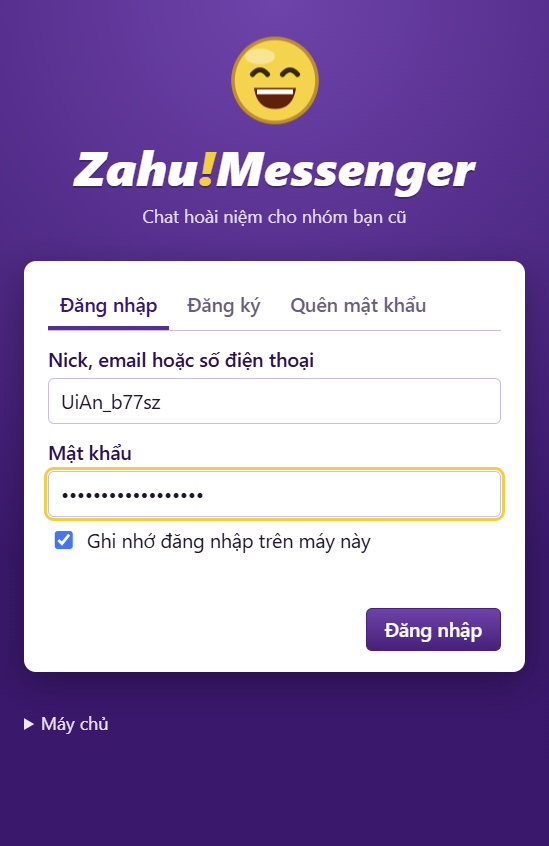 Zahu!Messenger
Chat hoài niệm cho nhóm bạn cũ
Đăng nhập Đăng ký Quên mật khẩu
Nick, email hoặc số điện thoại
UiAn_b77sz
Mật khẩu
••••••••••••••••••
Ghi nhớ đăng nhập trên máy này
Đăng nhập
Máy chủ